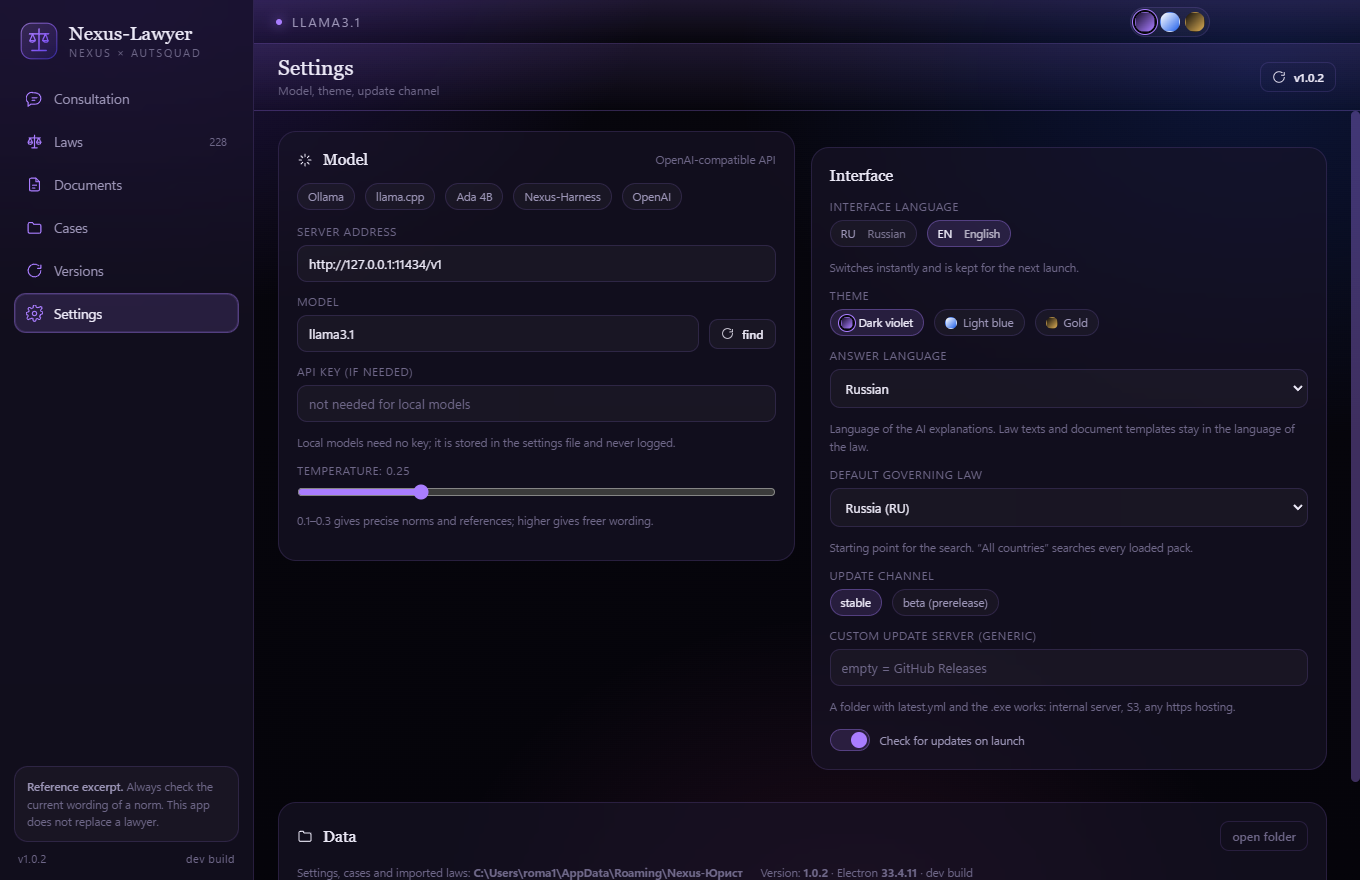 Nexus-Lawyer
NEXUS × AUTSQUAD
Consultation
Laws 228
Documents
Cases
Versions
Settings
Reference excerpt. Always check the
current wording of a norm. This app
does not replace a lawyer.
v1.0.2 dev build
LLAMA3.1
Settings
Model, theme, update channel
v1.0.2
Model OpenAI-compatible API
Ollama llama.cpp Ada 4B Nexus-Harness OpenAI
SERVER ADDRESS
http://127.0.0.1:11434/v1
MODEL
llama3.1 find
API KEY (IF NEEDED)
not needed for local models
Local models need no key; it is stored in the settings file and never logged.
TEMPERATURE: 0.25
0.1–0.3 gives precise norms and references; higher gives freer wording.
Interface
INTERFACE LANGUAGE
RU Russian EN English
Switches instantly and is kept for the next launch.
THEME
Dark violet Light blue Gold
ANSWER LANGUAGE
Russian
Language of the AI explanations. Law texts and document templates stay in the language of
the law.
DEFAULT GOVERNING LAW
Russia (RU)
Starting point for the search. "All countries" searches every loaded pack.
UPDATE CHANNEL
stable beta (prerelease)
CUSTOM UPDATE SERVER (GENERIC)
empty = GitHub Releases
A folder with latest.yml and the .exe works: internal server, S3, any https hosting.
Check for updates on launch
Data open folder
Settings, cases and imported laws: C:\Users\roma1\AppData\Roaming\Nexus-Юрист Version: 1.0.2 · Electron 33.4.11 · dev build